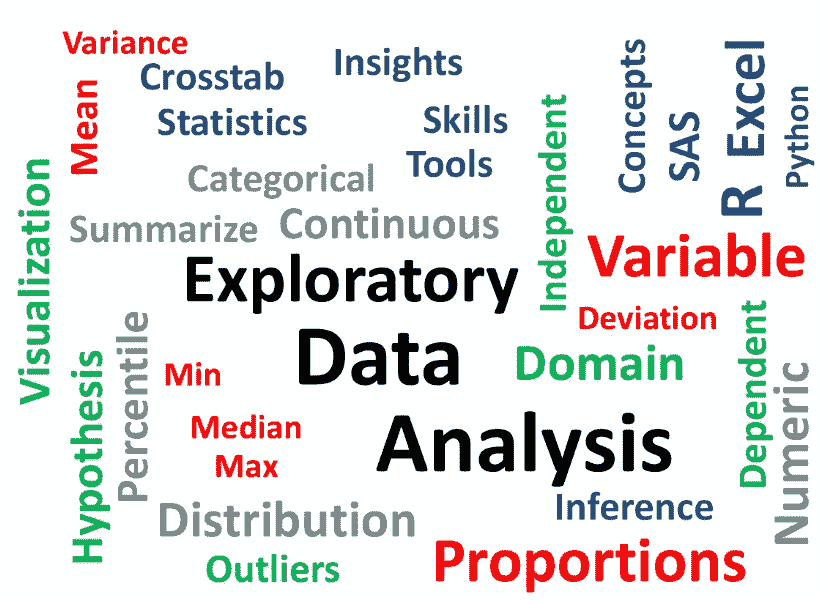 Variance
Crosstab
Insights
Mean
Statistics
Skills
Tools
Concepts
SAS
R Excel
Python
Categorical
Independent
Visualization
Summarize
Continuous
Variable
Exploratory
Deviation
Data
Domain
Dependent
Numeric
Hypothesis
Percentile
Min
Median
Max
Analysis
Inference
Distribution
Outliers
Proportions